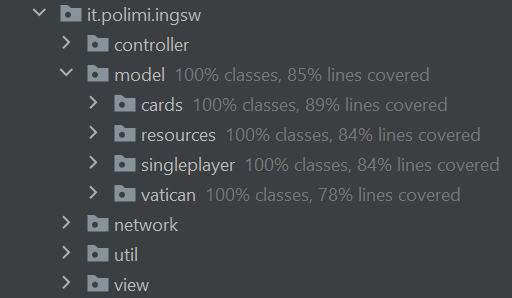 it.polimi.ingsw
controller
model 100% classes, 85% lines covered
cards 100% classes, 89% lines covered
resources 100% classes, 84% lines covered
singleplayer 100% classes, 84% lines covered
vatican 100% classes, 78% lines covered
network
util
view